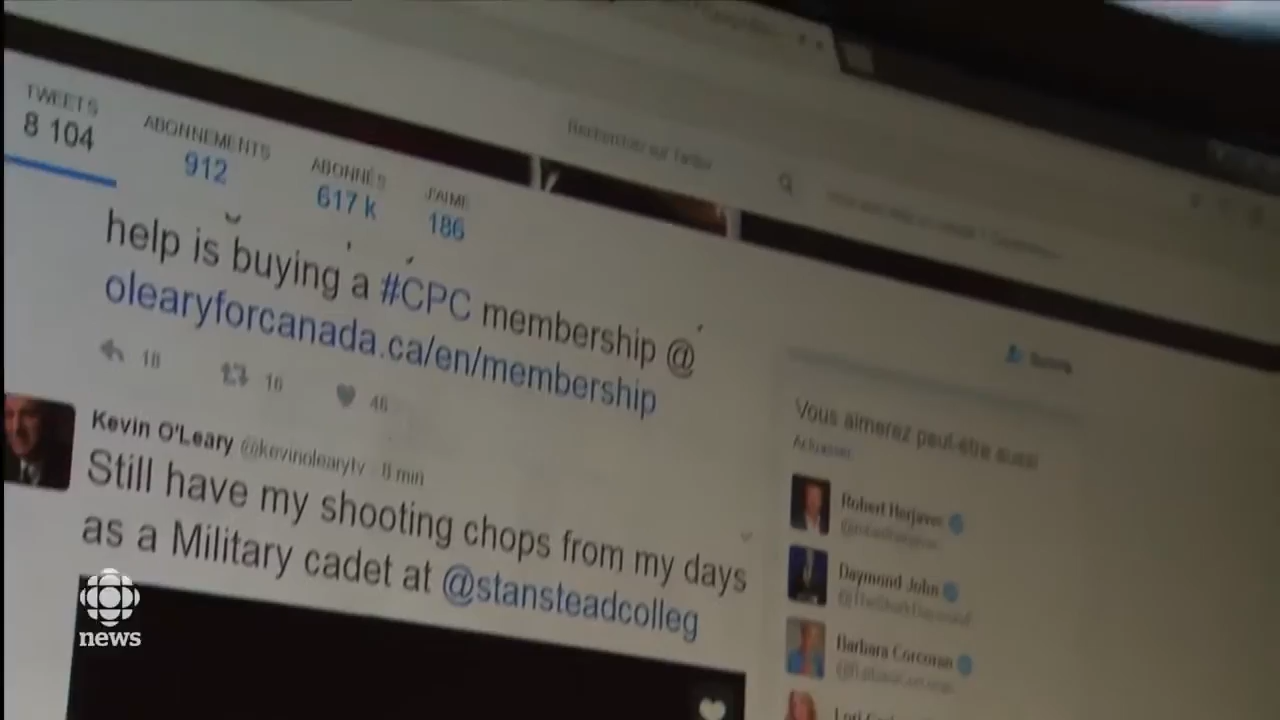 TWEETS
8 104
ABONNEMENTS
912
ABONNÉS
617 k
J'AIME
186
Rechercher sur Twitter
help is buying a #CPC membership @
olearyforcanada.ca/en/membership
18
16
46
Kevin O'Leary @kevinolearytv 8 min
Still have my shooting chops from my days
as a Military cadet at @stansteadcolleg
Vous aimerez peut-être aussi
Actualiser
Robert Herjavec
Daymond John
@TheSharkDaymond
Barbara Corcoran
@BarbaraCorcoran
news